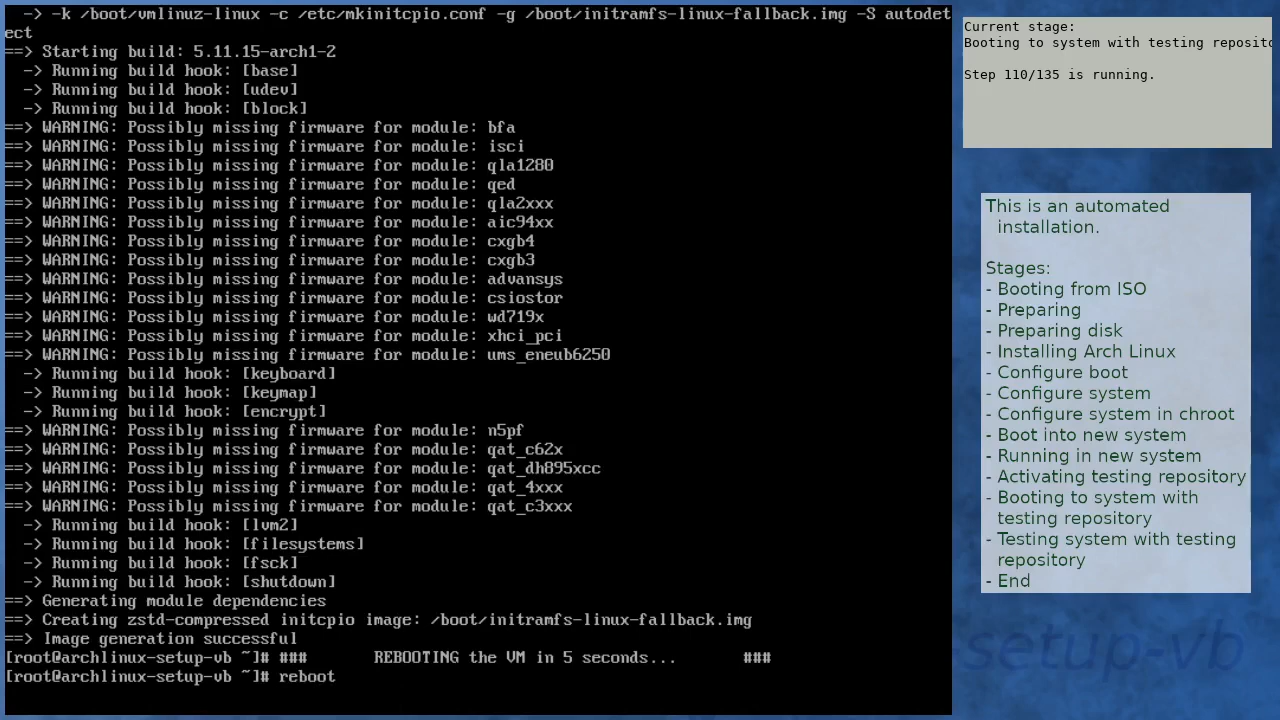 -> -k /boot/vmlinuz-linux -c /etc/mkinitcpio.conf -g /boot/initramfs-linux-fallback.img -S autodet
ect
==> Starting build: 5.11.15-arch1-2
-> Running build hook: [base]
-> Running build hook: [udev]
-> Running build hook: [block]
==> WARNING: Possibly missing firmware for module: bfa
==> WARNING: Possibly missing firmware for module: isci
==> WARNING: Possibly missing firmware for module: qla1280
==> WARNING: Possibly missing firmware for module: qed
==> WARNING: Possibly missing firmware for module: qla2xxx
==> WARNING: Possibly missing firmware for module: aic94xx
==> WARNING: Possibly missing firmware for module: cxgb4
==> WARNING: Possibly missing firmware for module: cxgb3
==> WARNING: Possibly missing firmware for module: advansys
==> WARNING: Possibly missing firmware for module: csiostor
==> WARNING: Possibly missing firmware for module: wd719x
==> WARNING: Possibly missing firmware for module: xhci_pci
==> WARNING: Possibly missing firmware for module: ums_eneub6250
-> Running build hook: [keyboard]
-> Running build hook: [keymap]
-> Running build hook: [encrypt]
==> WARNING: Possibly missing firmware for module: n5pf
==> WARNING: Possibly missing firmware for module: qat_c62x
==> WARNING: Possibly missing firmware for module: qat_dh895xcc
==> WARNING: Possibly missing firmware for module: qat_4xxx
==> WARNING: Possibly missing firmware for module: qat_c3xxx
-> Running build hook: [lvm2]
-> Running build hook: [filesystems]
-> Running build hook: [fsck]
-> Running build hook: [shutdown]
==> Generating module dependencies
==> Creating zstd-compressed initcpio image: /boot/initramfs-linux-fallback.img
==> Image generation successful
[root@archlinux-setup-vb ~]# ### REBOOTING the VM in 5 seconds... ###
[root@archlinux-setup-vb ~]# reboot
Current stage:
Booting to system with testing reposito
Step 110/135 is running.
This is an automated
installation.
Stages:
- Booting from ISO
- Preparing
- Preparing disk
- Installing Arch Linux
- Configure boot
- Configure system
- Configure system in chroot
- Boot into new system
- Running in new system
- Activating testing repository
- Booting to system with
testing repository
- Testing system with testing
repository
- End
setup-vb